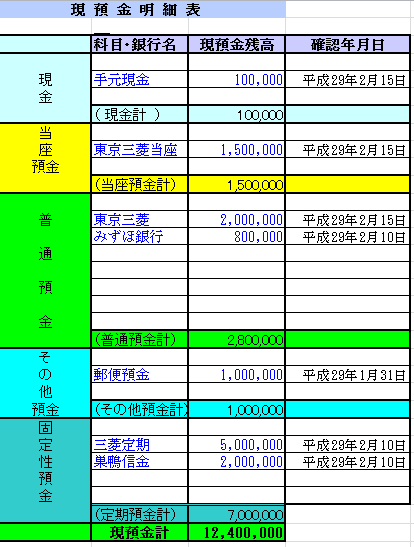 現預金明細表
科目・銀行名 現預金残高 確認年月日
現金
手元現金 100,000 平成29年2月15日
( 現金計 ) 100,000
当座預金
東京三菱当座 1,500,000 平成29年2月15日
(当座預金計) 1,500,000
普通預金
東京三菱 2,000,000 平成29年2月15日
みずほ銀行 800,000 平成29年2月10日
(普通預金計) 2,800,000
その他預金
郵便預金 1,000,000 平成29年1月31日
(その他預金計) 1,000,000
固定性預金
三菱定期 5,000,000 平成29年2月10日
巣鴨信金 2,000,000 平成29年2月10日
(定期預金計) 7,000,000
現預金計 12,400,000